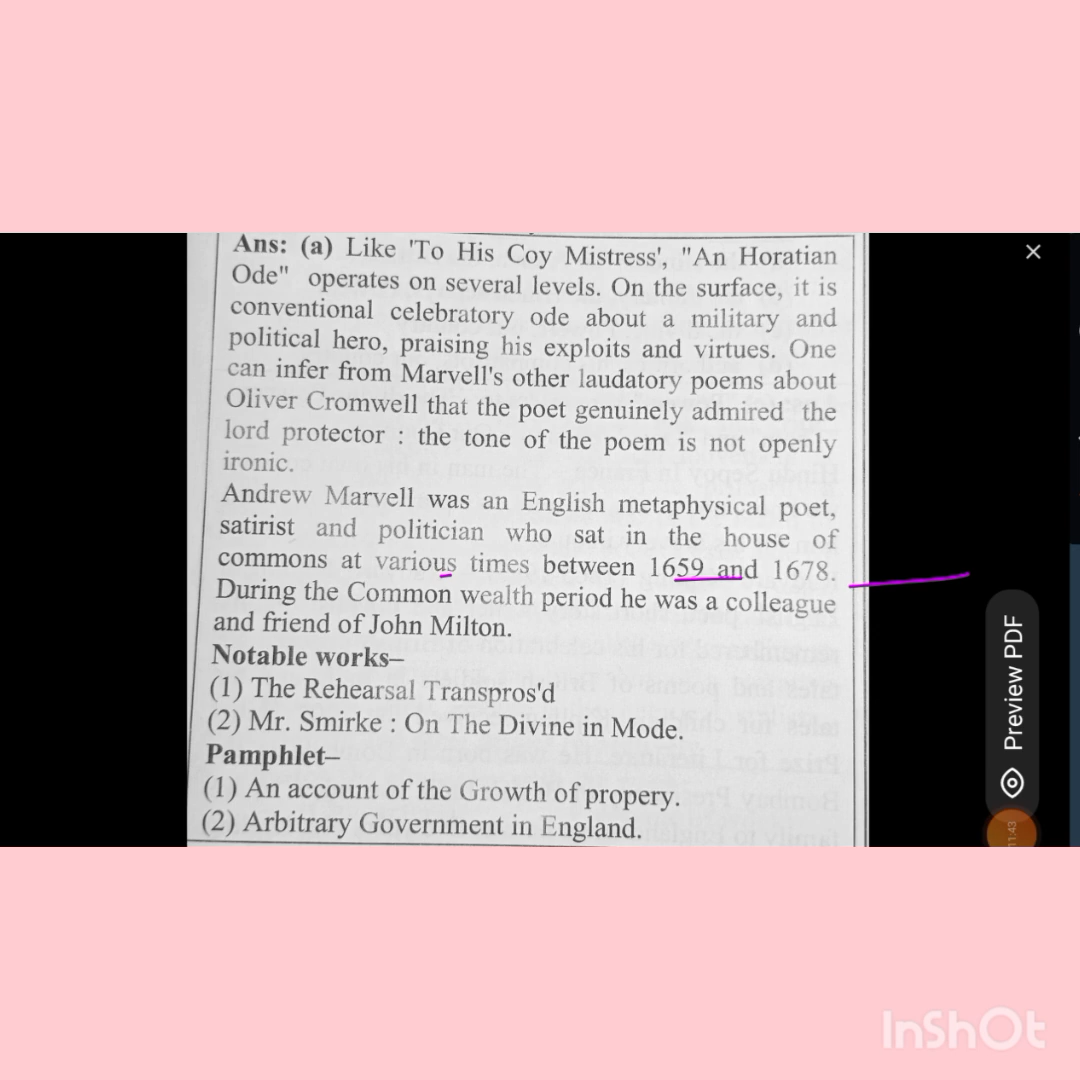 Ans: (a) Like 'To His Coy Mistress', "An Horatian
Ode" operates on several levels. On the surface, it is
conventional celebratory ode about a military and
political hero, praising his exploits and virtues. One
can infer from Marvell's other laudatory poems about
Oliver Cromwell that the poet genuinely admired the
lord protector : the tone of the poem is not openly
ironic.
Andrew Marvell was an English metaphysical poet,
satirist and politician who sat in the house of
commons at various times between 1659 and 1678.
During the Common wealth period he was a colleague
and friend of John Milton.
Notable works–
(1) The Rehearsal Transpros'd
(2) Mr. Smirke : On The Divine in Mode.
Pamphlet–
(1) An account of the Growth of propery.
(2) Arbitrary Government in England.
Preview PDF
11:43
InShOt